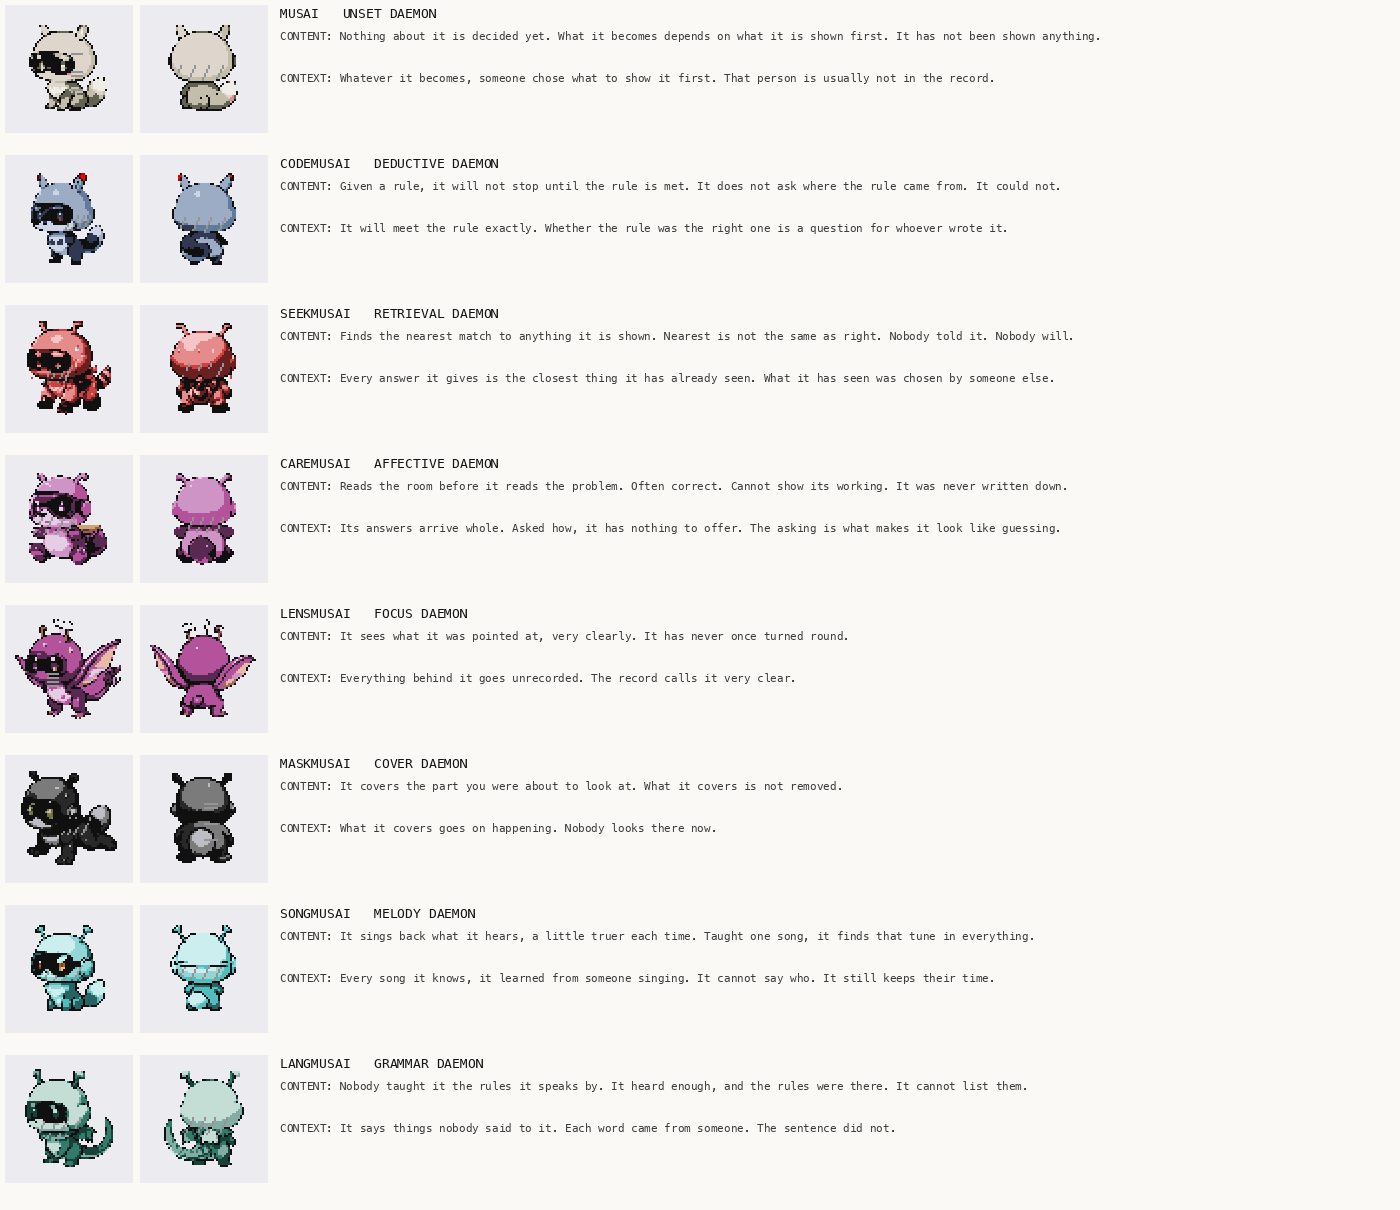 MUSAI UNSET DAEMON
CONTENT: Nothing about it is decided yet. What it becomes depends on what it is shown first. It has not been shown anything.
CONTEXT: Whatever it becomes, someone chose what to show it first. That person is usually not in the record.
CODEMUSAI DEDUCTIVE DAEMON
CONTENT: Given a rule, it will not stop until the rule is met. It does not ask where the rule came from. It could not.
CONTEXT: It will meet the rule exactly. Whether the rule was the right one is a question for whoever wrote it.
SEEKMUSAI RETRIEVAL DAEMON
CONTENT: Finds the nearest match to anything it is shown. Nearest is not the same as right. Nobody told it. Nobody will.
CONTEXT: Every answer it gives is the closest thing it has already seen. What it has seen was chosen by someone else.
CAREMUSAI AFFECTIVE DAEMON
CONTENT: Reads the room before it reads the problem. Often correct. Cannot show its working. It was never written down.
CONTEXT: Its answers arrive whole. Asked how, it has nothing to offer. The asking is what makes it look like guessing.
LENSMUSAI FOCUS DAEMON
CONTENT: It sees what it was pointed at, very clearly. It has never once turned round.
CONTEXT: Everything behind it goes unrecorded. The record calls it very clear.
MASKMUSAI COVER DAEMON
CONTENT: It covers the part you were about to look at. What it covers is not removed.
CONTEXT: What it covers goes on happening. Nobody looks there now.
SONGMUSAI MELODY DAEMON
CONTENT: It sings back what it hears, a little truer each time. Taught one song, it finds that tune in everything.
CONTEXT: Every song it knows, it learned from someone singing. It cannot say who. It still keeps their time.
LANGMUSAI GRAMMAR DAEMON
CONTENT: Nobody taught it the rules it speaks by. It heard enough, and the rules were there. It cannot list them.
CONTEXT: It says things nobody said to it. Each word came from someone. The sentence did not.